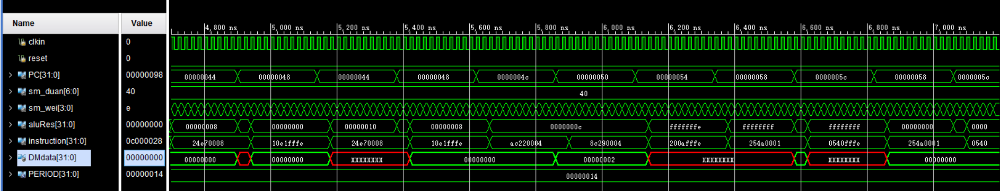 Name Value
4,800 ns 5,000 ns 5,200 ns 5,400 ns 5,600 ns 5,800 ns 6,000 ns 6,200 ns 6,400 ns 6,600 ns 6,800 ns 7,000 ns
clkin 0
reset 0
PC[31:0] 00000098 00000044 00000048 00000044 00000048 0000004c 00000050 00000054 00000058 0000005c 00000058 0000005c
sm_duan[6:0] 40 40
sm_wei[3:0] e
aluRes[31:0] 00000000 00000008 00000000 00000010 00000008 0000000c fffffffe ffffffff ffffffff 00000000 0000
instruction[31:0] 0c000028 24e70008 10e1fffe 24e70008 10e1fffe ac220004 8c290004 200afffe 254a0001 0540fffe 254a0001 0540
DMdata[31:0] 00000000 00000000 00000000 XXXXXXXX 00000000 00000002 XXXXXXXX XXXXXXXX 00000000
PERIOD[31:0] 00000014 00000014